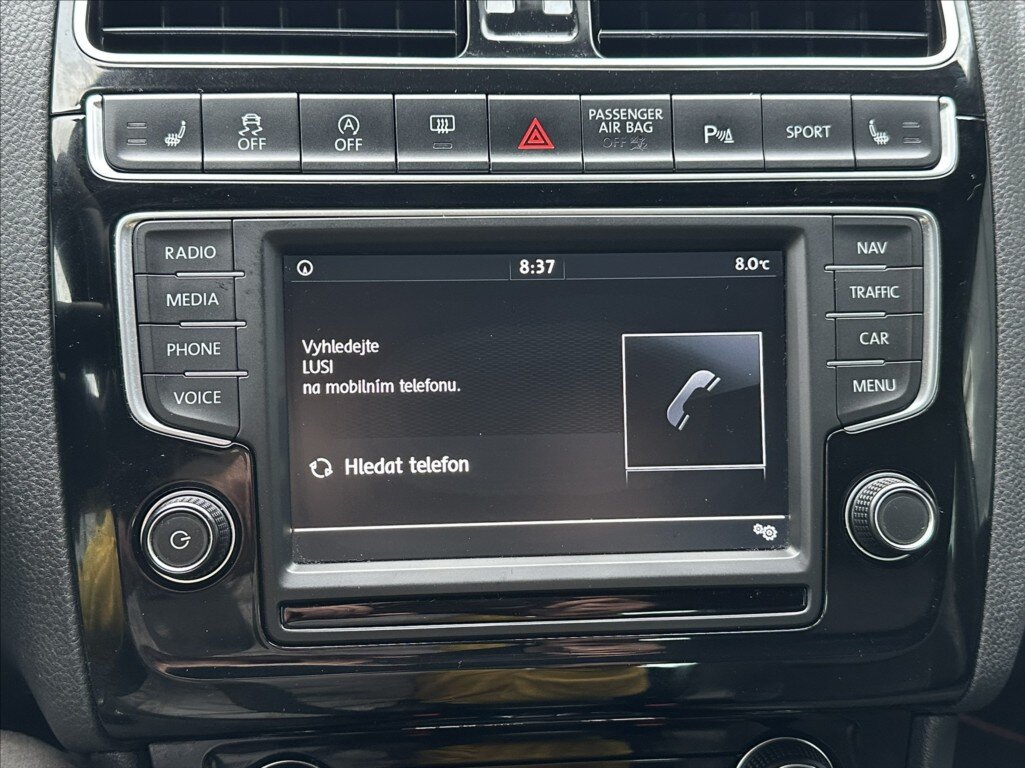 OFF
OFF
PASSENGER
AIR BAG
OFF
P
SPORT
RADIO
MEDIA
PHONE
VOICE
8:37
8.0°C
Vyhledejte
LUSI
na mobilním telefonu.
Hledat telefon
NAV
TRAFFIC
CAR
MENU